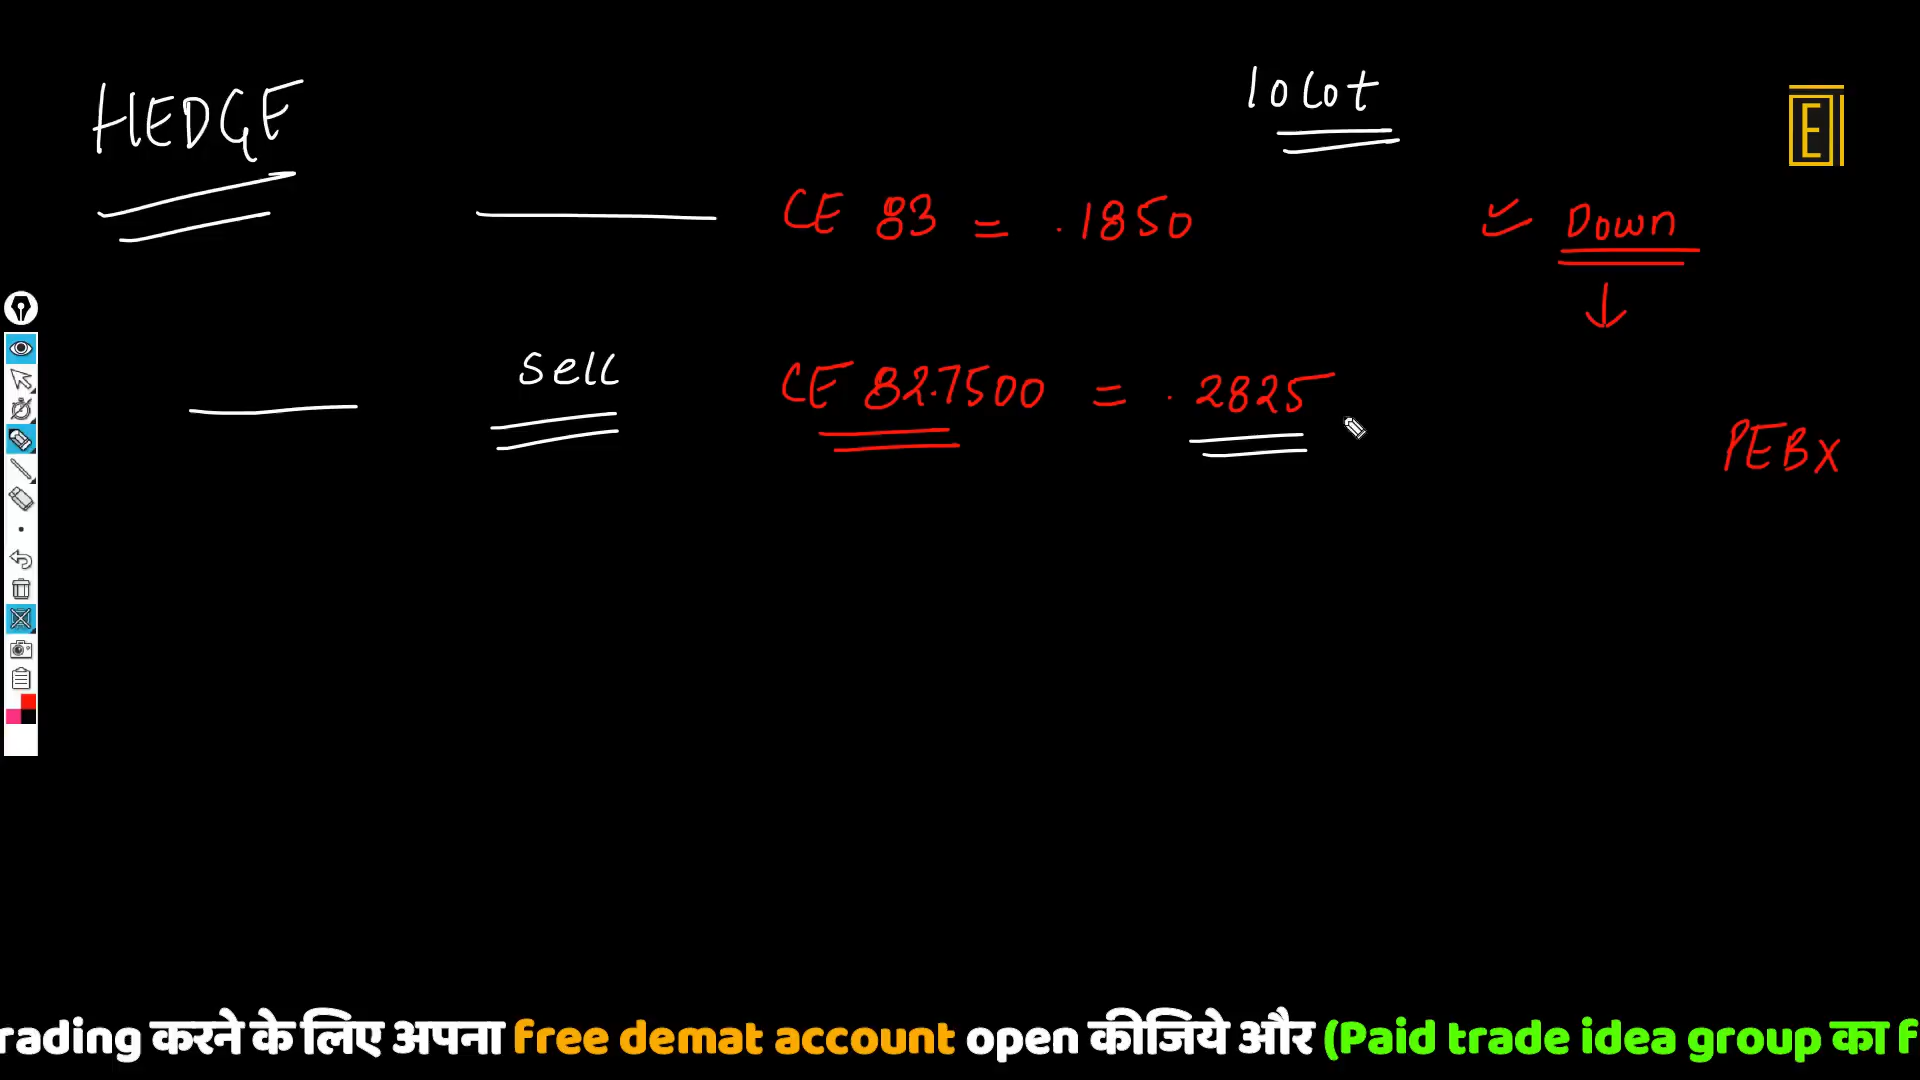 HEDGE
10 Lot
CE 83 = .1850
Down
Sell
CE 82.7500 = .2825
PEBX
rading करने के लिए अपना free demat account open कीजिये और (Paid trade idea group का f